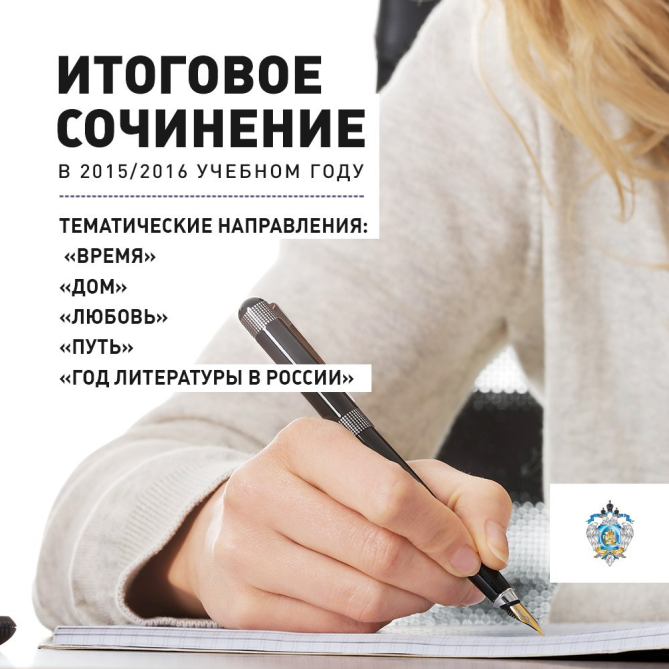 ИТОГОВОЕ
СОЧИНЕНИЕ
В 2015/2016 УЧЕБНОМ ГОДУ
ТЕМАТИЧЕСКИЕ НАПРАВЛЕНИЯ:
«ВРЕМЯ»
«ДОМ»
«ЛЮБОВЬ»
«ПУТЬ»
«ГОД ЛИТЕРАТУРЫ В РОССИИ»